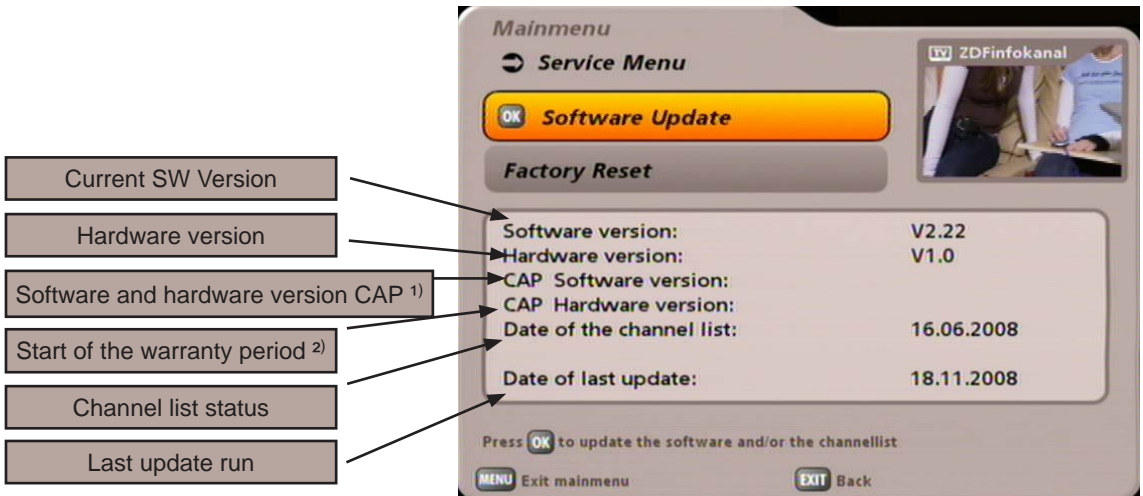 Mainmenu
Service Menu
TV ZDFinfokanal
OK Software Update
Factory Reset
Current SW Version
Hardware version
Software and hardware version CAP ¹⁾
Start of the warranty period ²⁾
Channel list status
Last update run
Software version: V2.22
Hardware version: V1.0
CAP Software version:
CAP Hardware version:
Date of the channel list: 16.06.2008
Date of last update: 18.11.2008
Press OK to update the software and/or the channellist
MENU Exit mainmenu EXIT Back